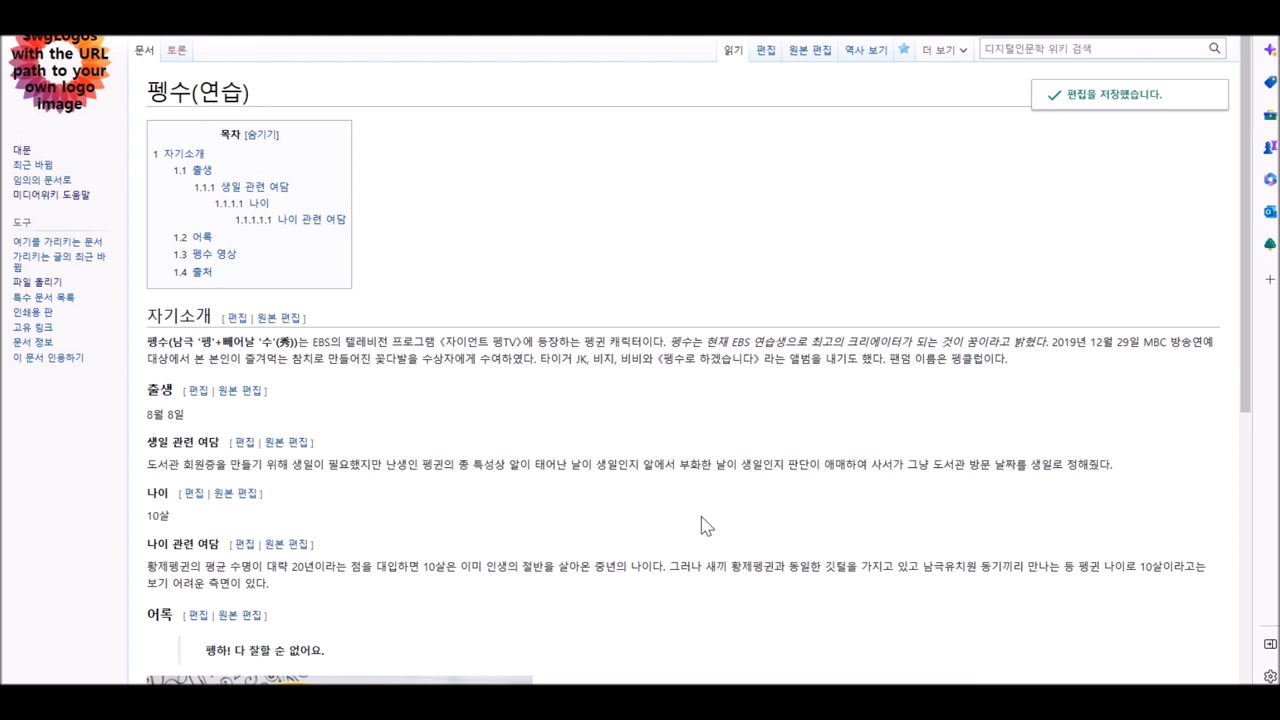 $wgLogos
with the URL
path to your
own logo
image
문서 토론
읽기 편집 원본 편집 역사 보기 더 보기
디지털인문학 위키 검색
펭수(연습)
편집을 저장했습니다.
대문
최근 바뀜
임의의 문서로
미디어위키 도움말
도구
여기를 가리키는 문서
가리키는 글의 최근 바
뀜
파일 올리기
특수 문서 목록
인쇄용 판
고유 링크
문서 정보
이 문서 인용하기
목차 [숨기기]
1 자기소개
1.1 출생
1.1.1 생일 관련 여담
1.1.1.1 나이
1.1.1.1.1 나이 관련 여담
1.2 어록
1.3 펭수 영상
1.4 출처
자기소개 [ 편집 | 원본 편집 ]
펭수(남극 '펭'+빼어날 '수'(秀))는 EBS의 텔레비전 프로그램《자이언트 펭TV》에 등장하는 펭귄 캐릭터이다. 펭수는 현재 EBS 연습생으로 최고의 크리에이터가 되는 것이 꿈이라고 밝혔다. 2019년 12월 29일 MBC 방송연예
대상에서 본 본인이 즐겨먹는 참치로 만들어진 꽃다발을 수상자에게 수여하였다. 타이거 JK, 비지, 비비와《펭수로 하겠습니다》라는 앨범을 내기도 했다. 팬덤 이름은 펭클럽이다.
출생 [ 편집 | 원본 편집 ]
8월 8일
생일 관련 여담 [ 편집 | 원본 편집 ]
도서관 회원증을 만들기 위해 생일이 필요했지만 난생인 펭귄의 종 특성상 알이 태어난 날이 생일인지 알에서 부화한 날이 생일인지 판단이 애매하여 사서가 그냥 도서관 방문 날짜를 생일로 정해줬다.
나이 [ 편집 | 원본 편집 ]
10살
나이 관련 여담 [ 편집 | 원본 편집 ]
황제펭귄의 평균 수명이 대략 20년이라는 점을 대입하면 10살은 이미 인생의 절반을 살아온 중년의 나이다. 그러나 새끼 황제펭귄과 동일한 깃털을 가지고 있고 남극유치원 동기끼리 만나는 등 펭귄 나이로 10살이라고는
보기 어려운 측면이 있다.
어록 [ 편집 | 원본 편집 ]
펭하! 다 잘할 순 없어요.